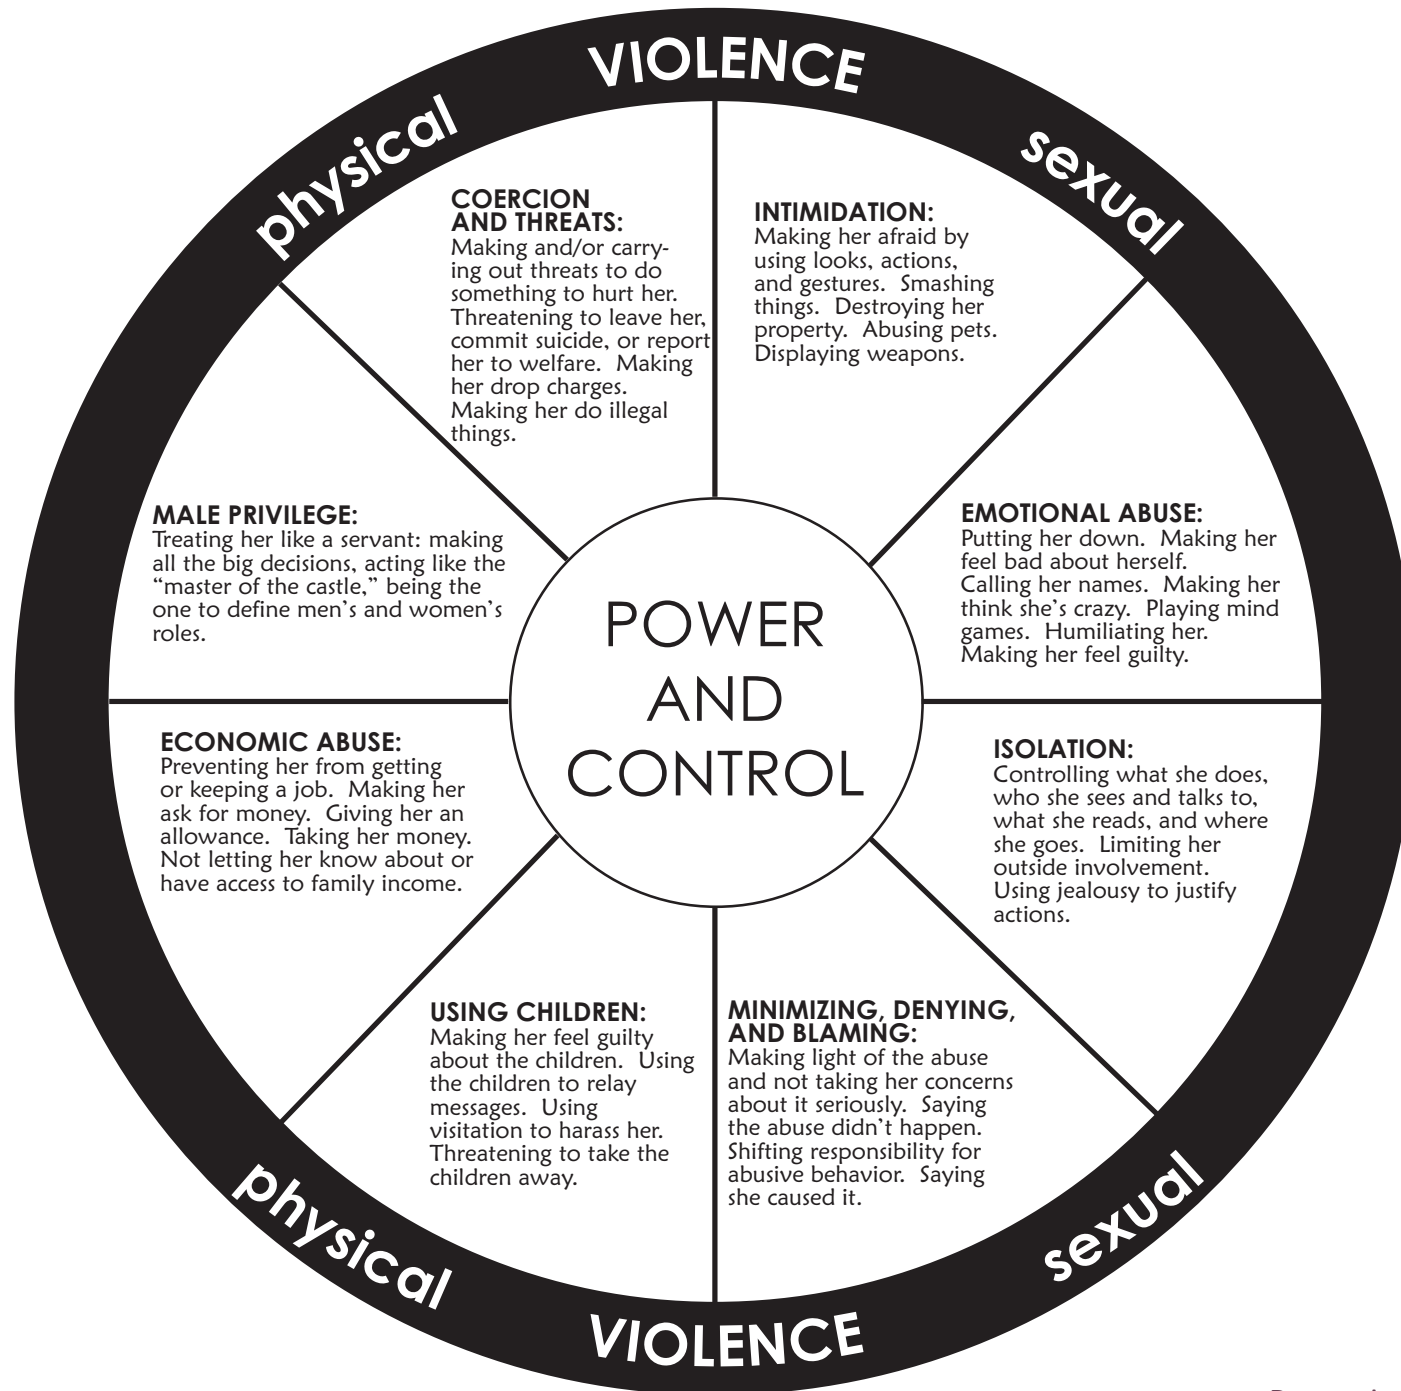 VIOLENCE
physical
sexual
COERCION
AND THREATS:
Making and/or carry-
ing out threats to do
something to hurt her.
Threatening to leave her,
commit suicide, or report
her to welfare. Making
her drop charges.
Making her do illegal
things.
INTIMIDATION:
Making her afraid by
using looks, actions,
and gestures. Smashing
things. Destroying her
property. Abusing pets.
Displaying weapons.
MALE PRIVILEGE:
Treating her like a servant: making
all the big decisions, acting like the
“master of the castle,” being the
one to define men’s and women’s
roles.
EMOTIONAL ABUSE:
Putting her down. Making her
feel bad about herself.
Calling her names. Making her
think she’s crazy. Playing mind
games. Humiliating her.
Making her feel guilty.
POWER
AND
CONTROL
ECONOMIC ABUSE:
Preventing her from getting
or keeping a job. Making her
ask for money. Giving her an
allowance. Taking her money.
Not letting her know about or
have access to family income.
ISOLATION:
Controlling what she does,
who she sees and talks to,
what she reads, and where
she goes. Limiting her
outside involvement.
Using jealousy to justify
actions.
USING CHILDREN:
Making her feel guilty
about the children. Using
the children to relay
messages. Using
visitation to harass her.
Threatening to take the
children away.
MINIMIZING, DENYING,
AND BLAMING:
Making light of the abuse
and not taking her concerns
about it seriously. Saying
the abuse didn’t happen.
Shifting responsibility for
abusive behavior. Saying
she caused it.
physical
sexual
VIOLENCE